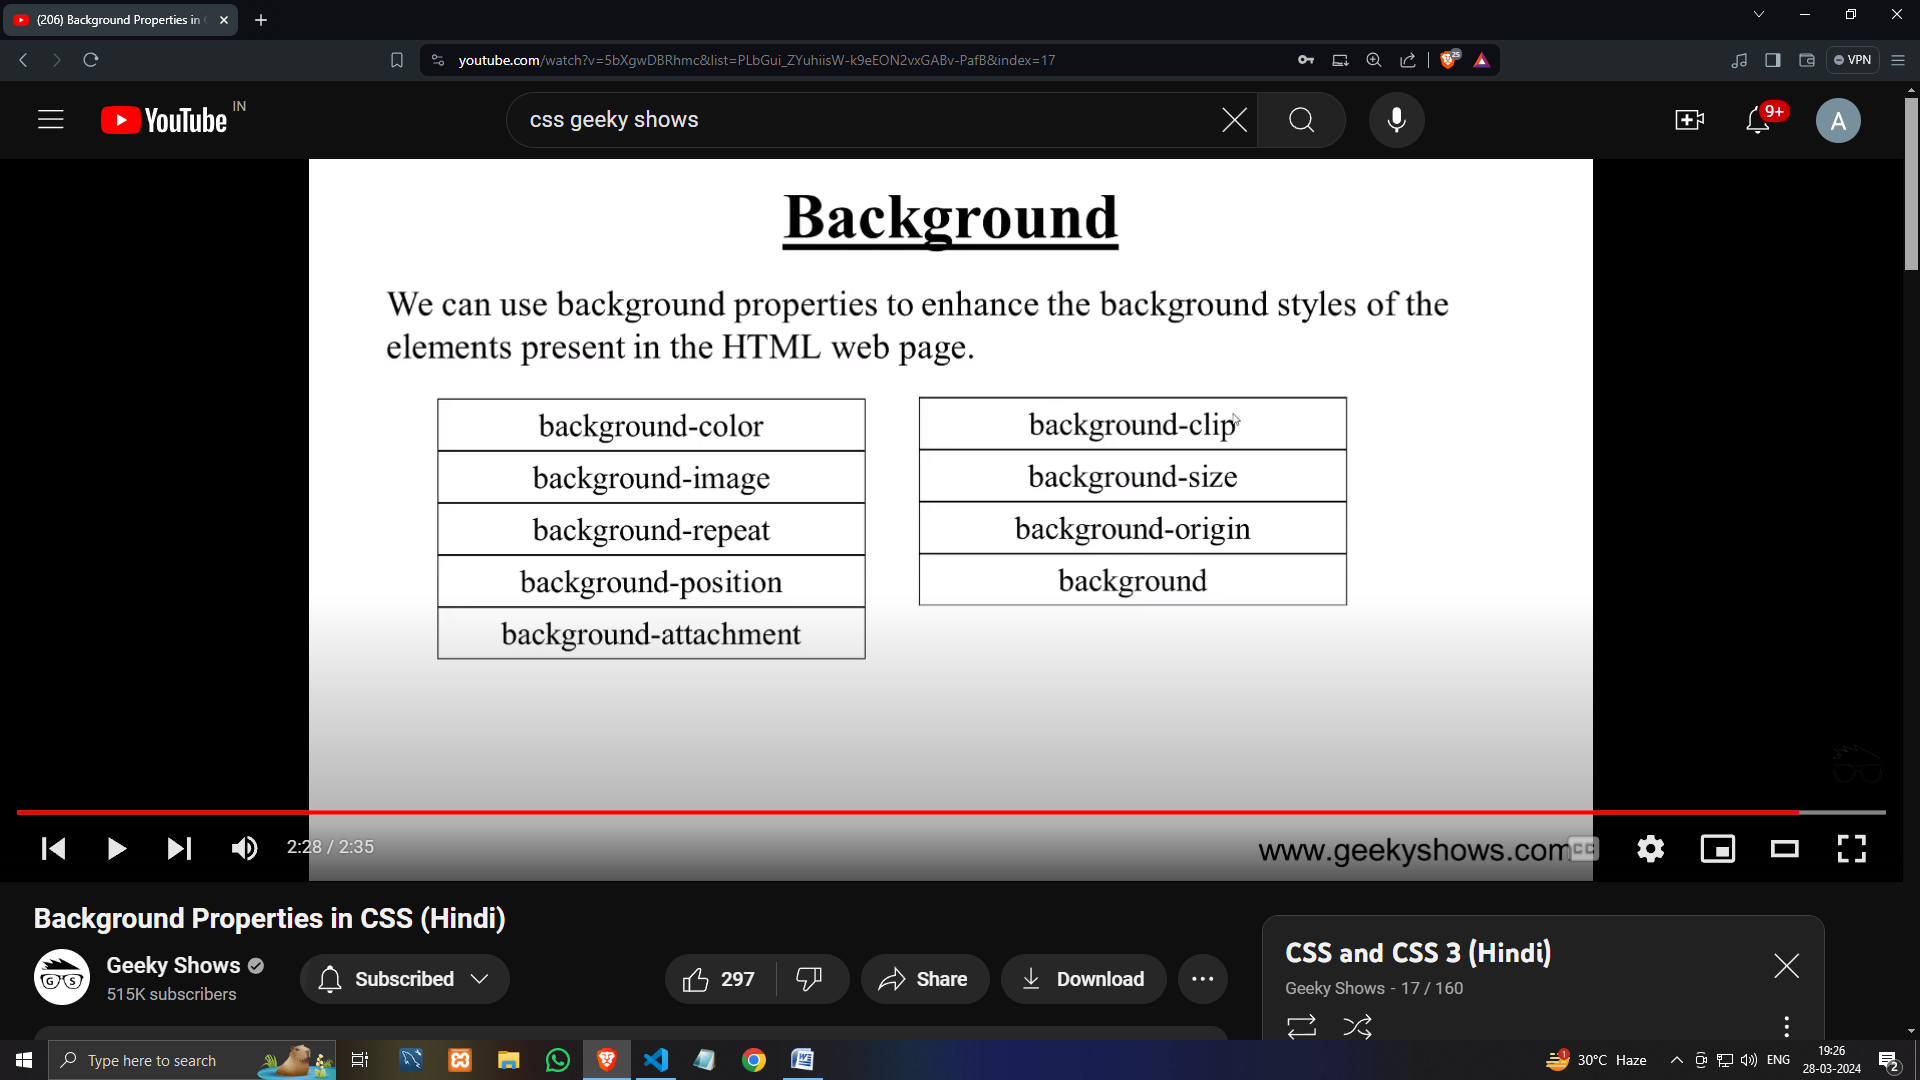 (206) Background Properties in
youtube.com/watch?v=5bXgwDBRhmc&list=PLbGui_ZYuhiisW-k9eEON2vxGABv-PafB&index=17
25
VPN
YouTube IN
css geeky shows
9+
A
Background
We can use background properties to enhance the background styles of the
elements present in the HTML web page.
background-color
background-image
background-repeat
background-position
background-attachment
background-clip
background-size
background-origin
background
2:28 / 2:35
www.geekyshows.com
CC
Background Properties in CSS (Hindi)
G S
Geeky Shows
515K subscribers
Subscribed
297
Share
Download
CSS and CSS 3 (Hindi)
Geeky Shows - 17 / 160
Type here to search
1
30°C Haze
ENG
19:26
28-03-2024
2